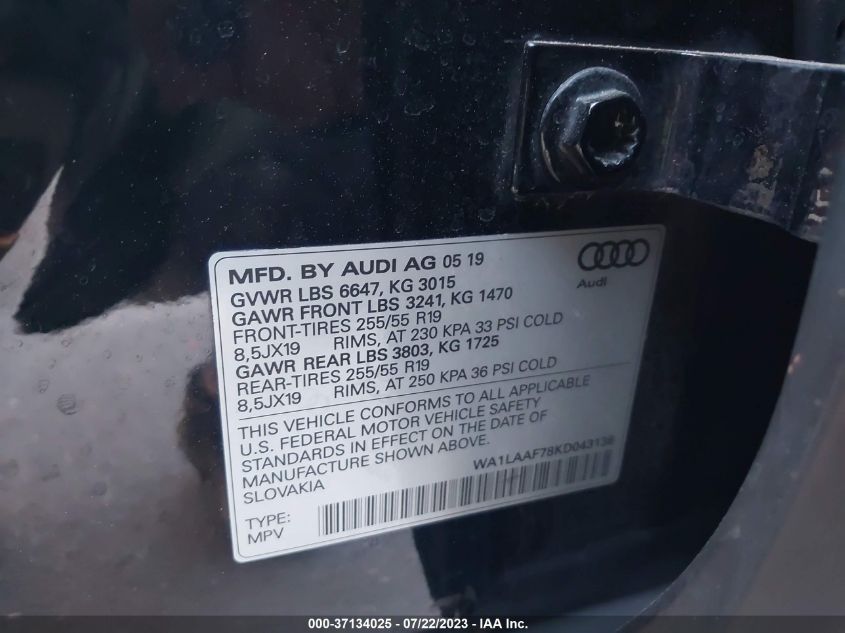 MFD. BY AUDI AG 05 19
GVWR LBS 6647, KG 3015
GAWR FRONT LBS 3241, KG 1470
FRONT-TIRES 255/55 R19
8,5JX19 RIMS, AT 230 KPA 33 PSI COLD
GAWR REAR LBS 3803, KG 1725
REAR-TIRES 255/55 R19
8,5JX19 RIMS, AT 250 KPA 36 PSI COLD
Audi
THIS VEHICLE CONFORMS TO ALL APPLICABLE
U.S. FEDERAL MOTOR VEHICLE SAFETY
STANDARDS IN EFFECT ON THE DATE OF
MANUFACTURE SHOWN ABOVE.
SLOVAKIA
WA1LAAF78KD043138
TYPE:
MPV
000-37134025 - 07/22/2023 - WWW.IAAI.COM